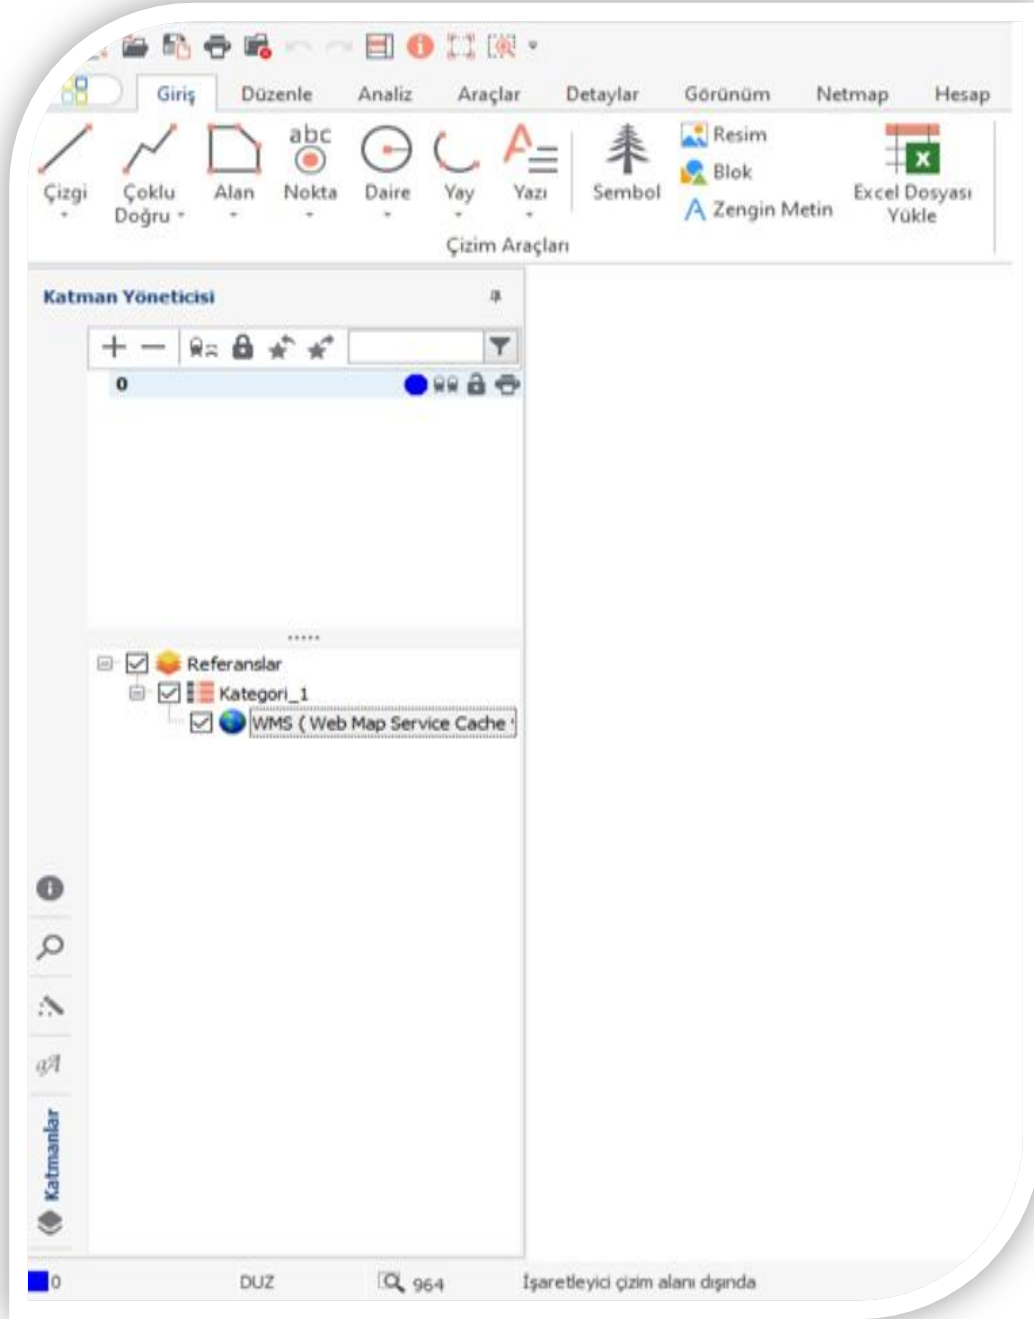 Giriş Düzenle Analiz Araçlar Detaylar Görünüm Netmap Hesap
abc
Çizgi Çoklu Doğru Alan Nokta Daire Yay Yazı Sembol
Resim
Blok
Zengin Metin
Excel Dosyası
Yükle
Çizim Araçları
Katman Yöneticisi
0
Referanslar
Kategori_1
WMS ( Web Map Service Cache
Katmanlar
0 DUZ 964 İşaretleyici çizim alanı dışında